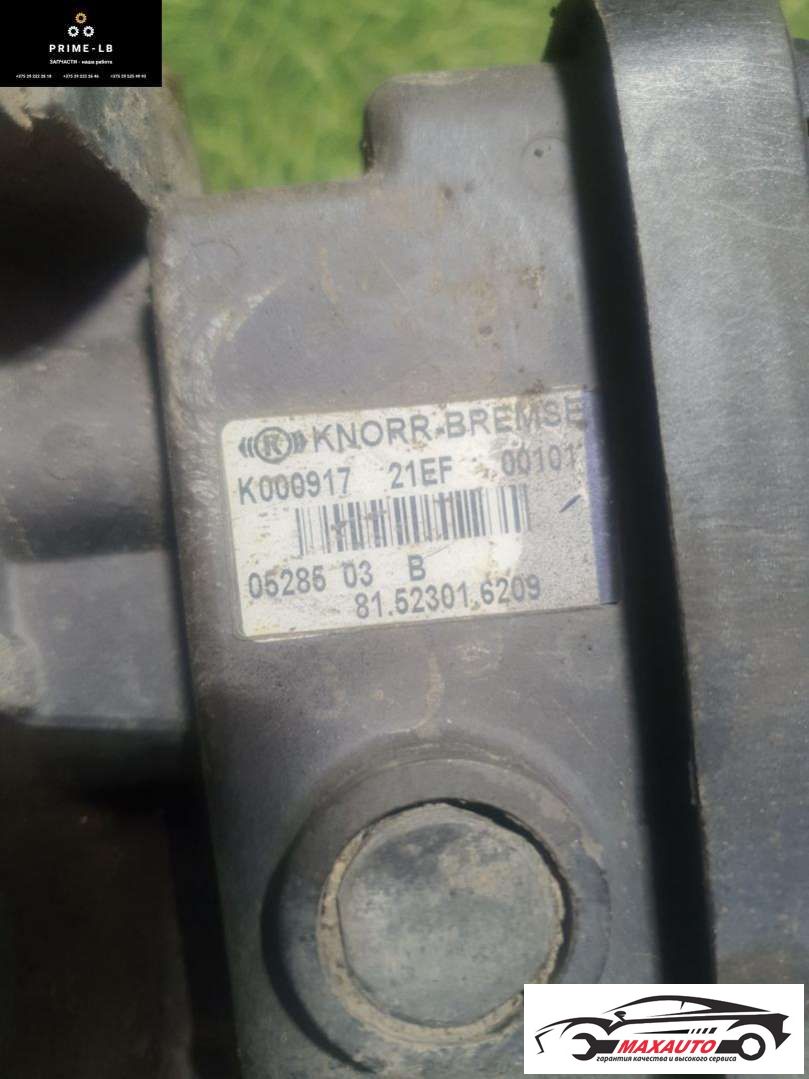 PRIME-LB
ЗАПЧАСТИ - наша работа
KNORR-BREMSE
K000917 21EF 00101
05286 03 B
81.52301.6209
MAXAUTO
гарантия качества и высокого сервиса